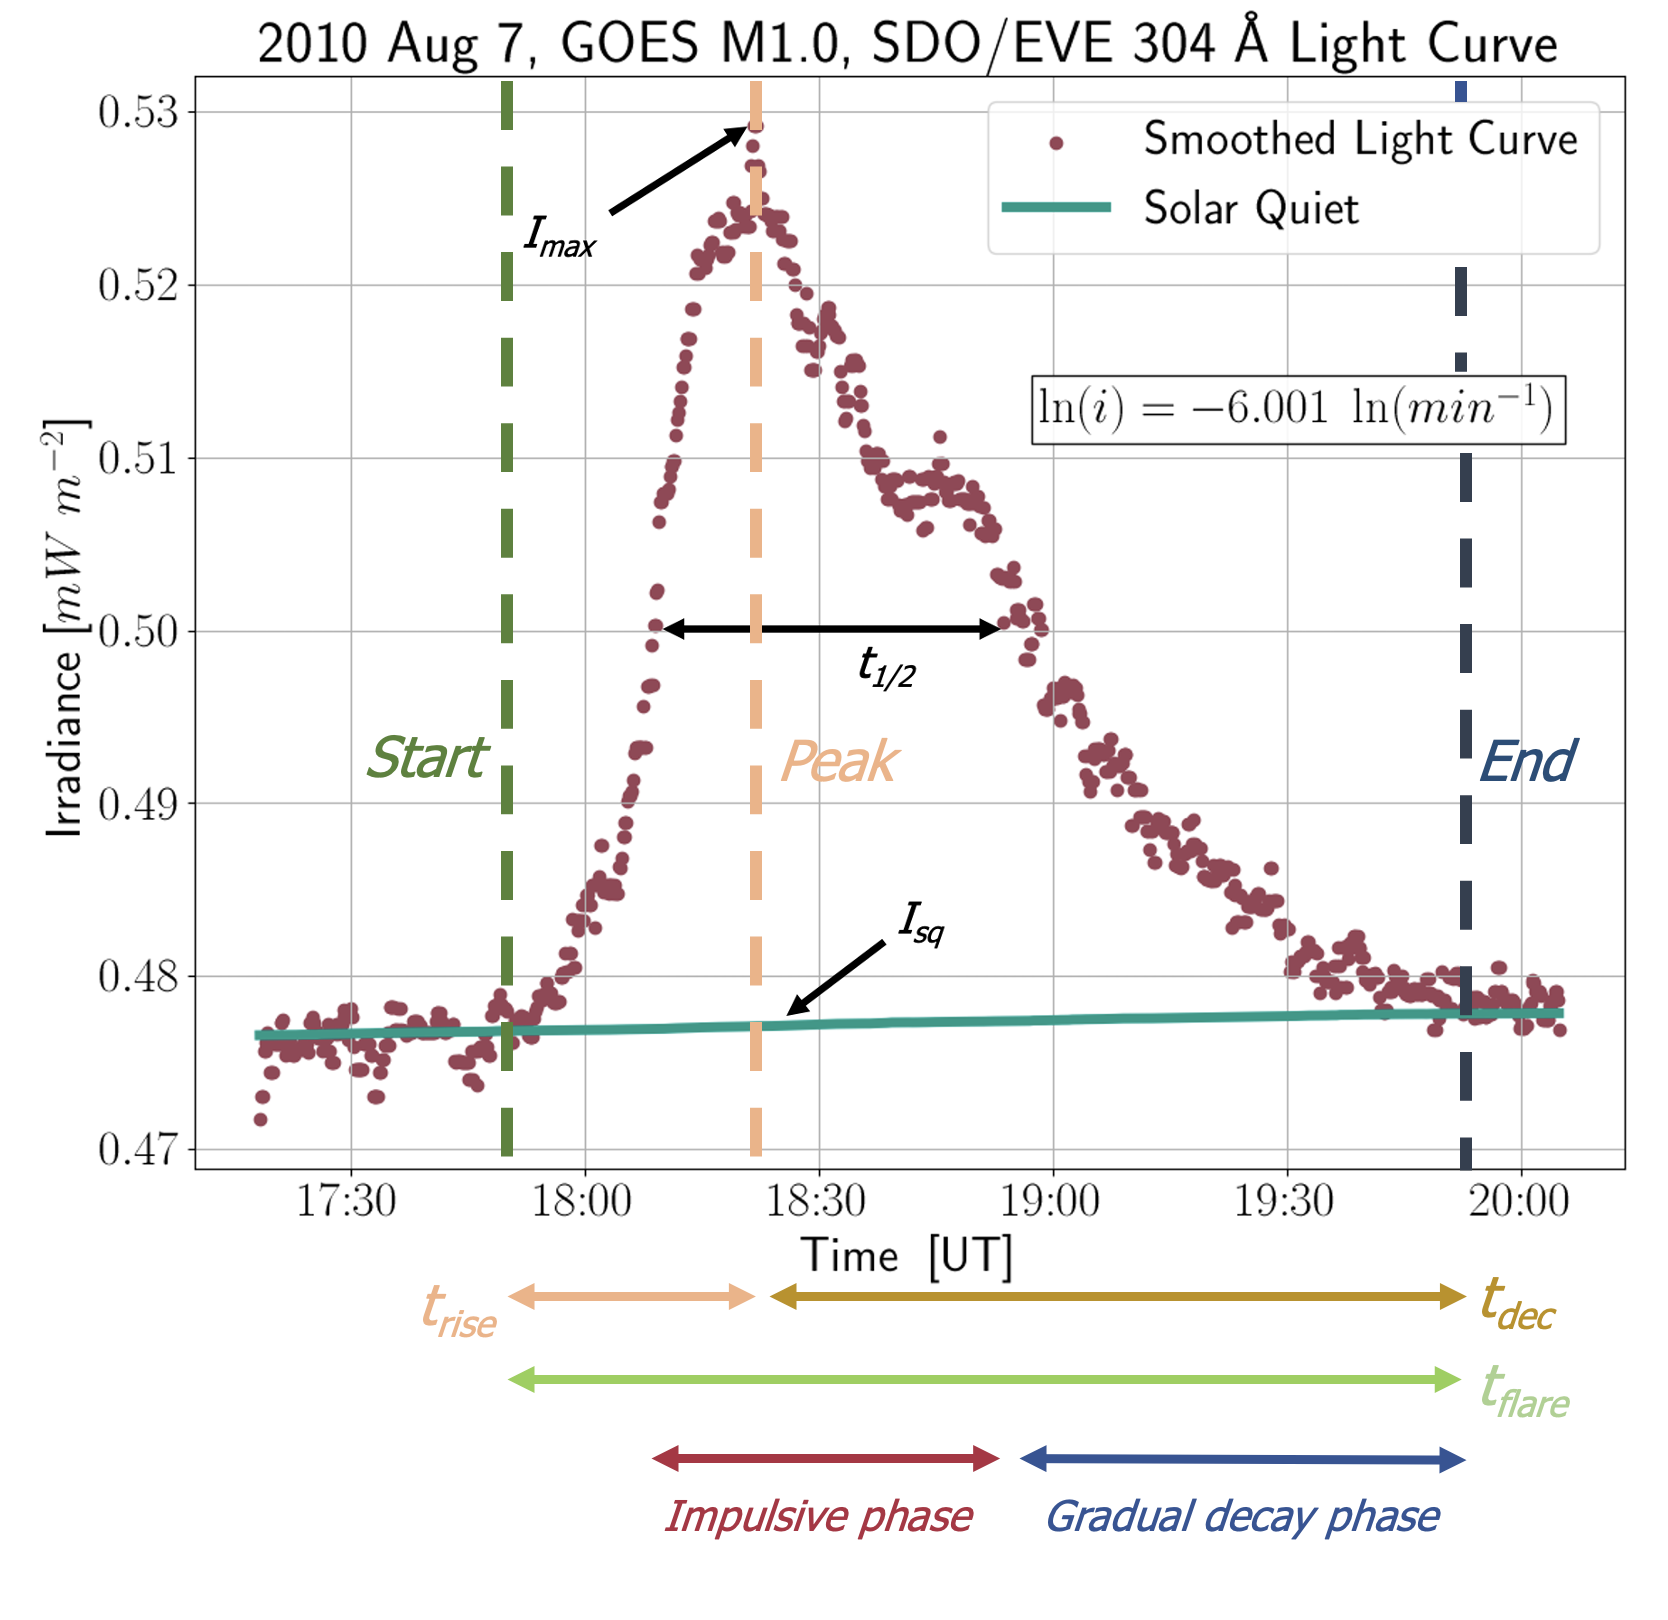 2010 Aug 7, GOES M1.0, SDO/EVE 304 Å Light Curve
0.53
0.52
0.51
0.50
0.49
0.48
0.47
Irradiance [mW m⁻²]
Smoothed Light Curve
Solar Quiet
ln(i) = −6.001 ln(min⁻¹)
I_max
t_1/2
Start
Peak
End
I_sq
17:30
18:00
18:30
19:00
19:30
20:00
Time [UT]
t_rise
t_dec
t_flare
Impulsive phase
Gradual decay phase